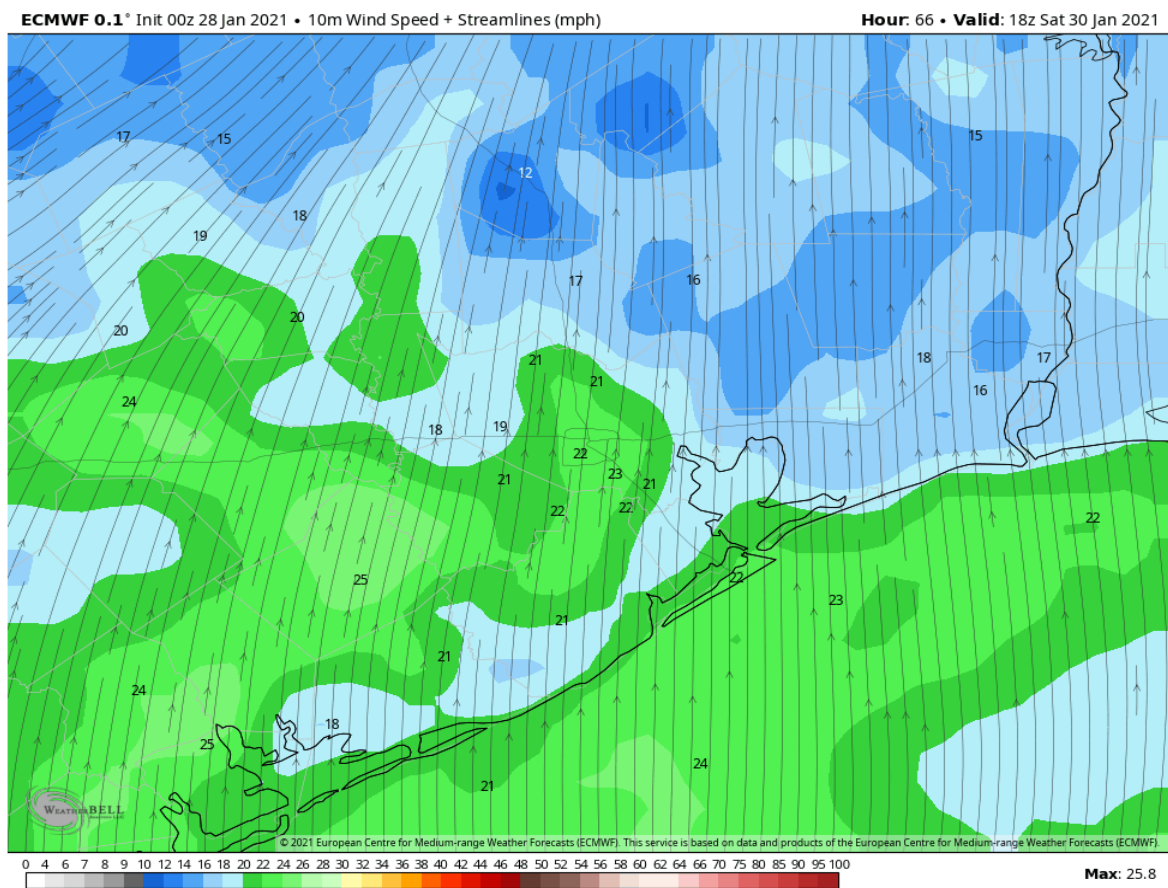 ECMWF 0.1° Init 00z 28 Jan 2021 • 10m Wind Speed + Streamlines (mph)
Hour: 66 • Valid: 18z Sat 30 Jan 2021
17 15 15
12
18
19
17 16
20 20
21 18 17
21 16
24
18 19
22
23
21 21
22 22
22
25 22
23
21
21
24
18
25
24
21
WEATHERBELL
© 2021 European Centre for Medium-range Weather Forecasts (ECMWF). This service is based on data and products of the European Centre for Medium-range Weather Forecasts (ECMWF).
0 4 6 7 8 9 10 12 14 16 18 20 22 24 26 28 30 32 34 36 38 40 42 44 46 48 50 52 54 56 58 60 62 64 66 70 75 80 85 90 95 100
Max: 25.8